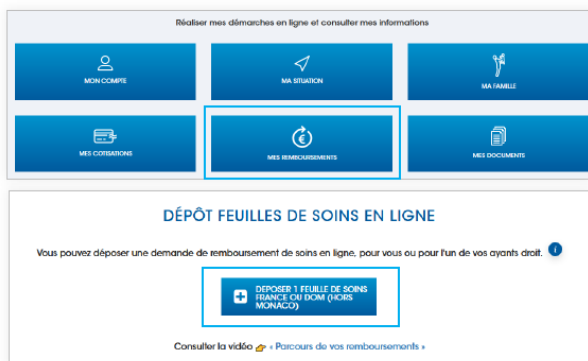 Réaliser mes démarches en ligne et consulter mes informations
MON COMPTE
MA SITUATION
MA FAMILLE
MES COTISATIONS
MES REMBOURSEMENTS
MES DOCUMENTS
DÉPÔT FEUILLES DE SOINS EN LIGNE
Vous pouvez déposer une demande de remboursement de soins en ligne, pour vous ou pour l'un de vos ayants droit. i
DEPOSER 1 FEUILLE DE SOINS
FRANCE OU DOM (HORS
MONACO)
Consulter la vidéo 👉 « Parcours de vos remboursements »